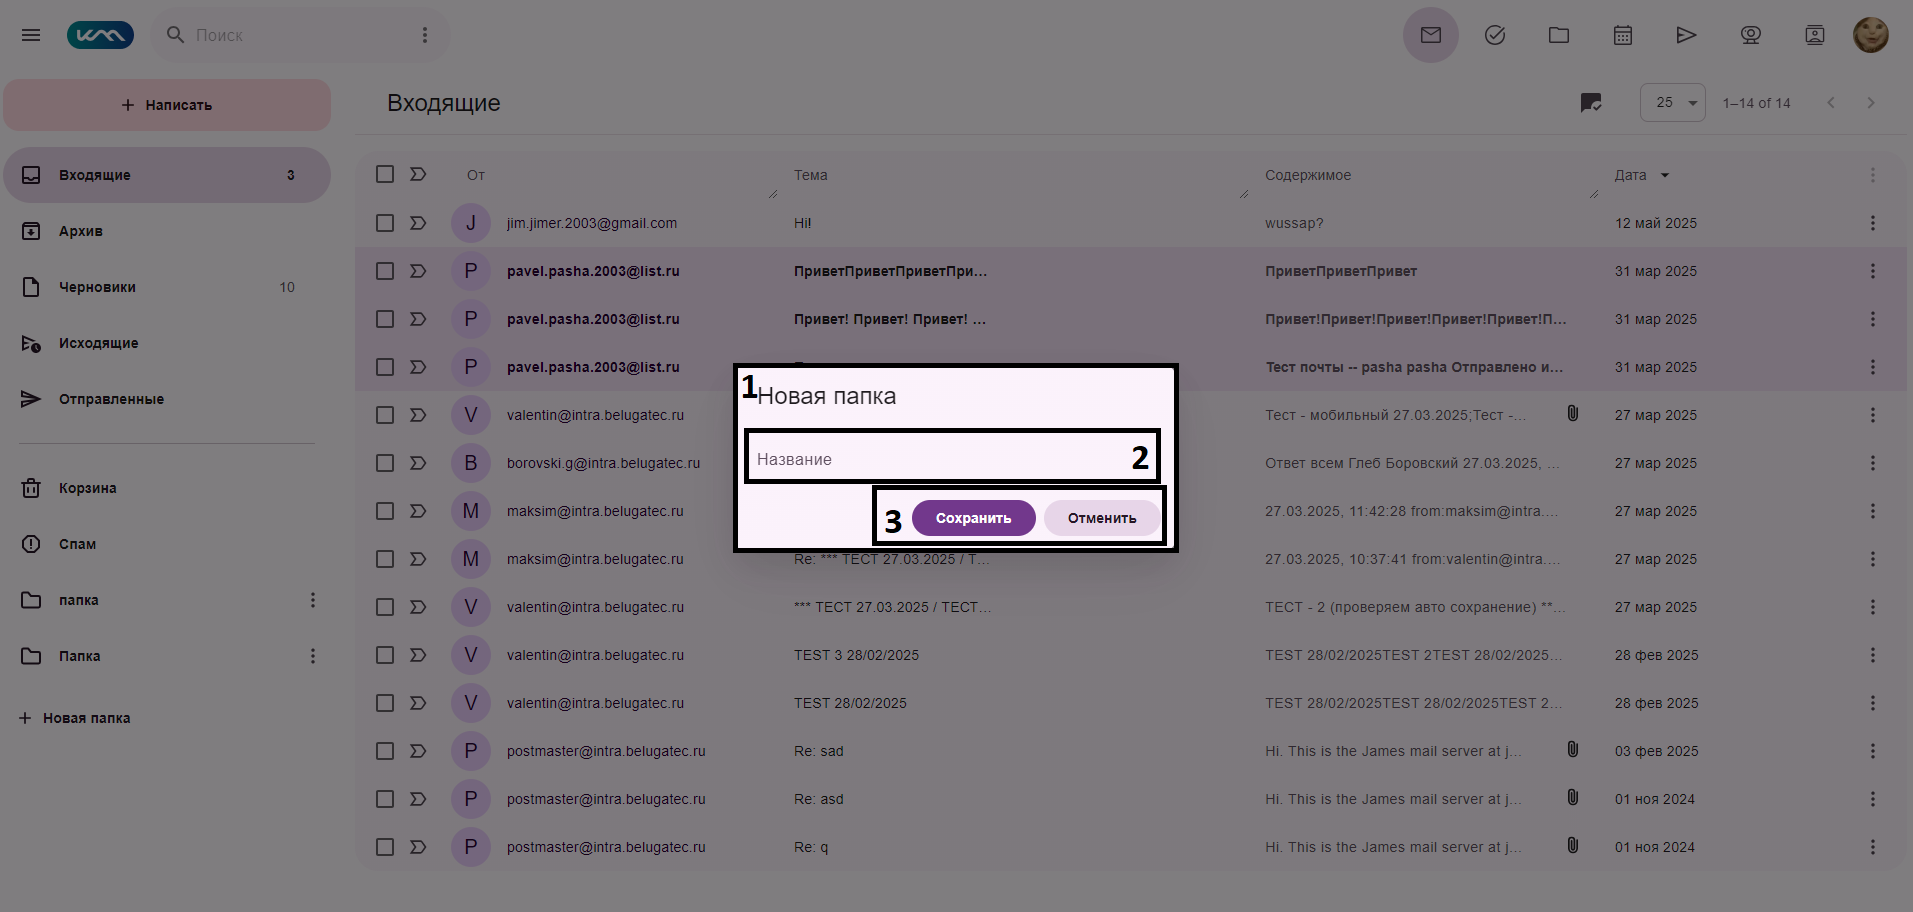 Поиск
+ Написать
Входящие 3
Архив
Черновики 10
Исходящие
Отправленные
Корзина
Спам
папка
Папка
+ Новая папка
Входящие
25
1–14 of 14
От Тема Содержимое Дата
J jim.jimer.2003@gmail.com Hi! wussap? 12 май 2025
P pavel.pasha.2003@list.ru ПриветПриветПриветПри... ПриветПриветПривет 31 мар 2025
P pavel.pasha.2003@list.ru Привет! Привет! Привет! ... Привет!Привет!Привет!Привет!Привет!П... 31 мар 2025
P pavel.pasha.2003@list.ru Тест почты -- pasha pasha Отправлено и... 31 мар 2025
V valentin@intra.belugatec.ru Тест - мобильный 27.03.2025;Тест -... 27 мар 2025
B borovski.g@intra.belugatec.ru Ответ всем Глеб Боровский 27.03.2025, ... 27 мар 2025
M maksim@intra.belugatec.ru 27.03.2025, 11:42:28 from:maksim@intra.... 27 мар 2025
M maksim@intra.belugatec.ru Re: *** ТЕСТ 27.03.2025 / Т... 27.03.2025, 10:37:41 from:valentin@intra.... 27 мар 2025
V valentin@intra.belugatec.ru *** ТЕСТ 27.03.2025 / ТЕСТ... ТЕСТ - 2 (проверяем авто сохранение) **... 27 мар 2025
V valentin@intra.belugatec.ru TEST 3 28/02/2025 TEST 28/02/2025TEST 2TEST 28/02/2025... 28 фев 2025
V valentin@intra.belugatec.ru TEST 28/02/2025 TEST 28/02/2025TEST 28/02/2025TEST 2... 28 фев 2025
P postmaster@intra.belugatec.ru Re: sad Hi. This is the James mail server at j... 03 фев 2025
P postmaster@intra.belugatec.ru Re: asd Hi. This is the James mail server at j... 01 ноя 2024
P postmaster@intra.belugatec.ru Re: q Hi. This is the James mail server at j... 01 ноя 2024
1 Новая папка
Название 2
3 Сохранить Отменить